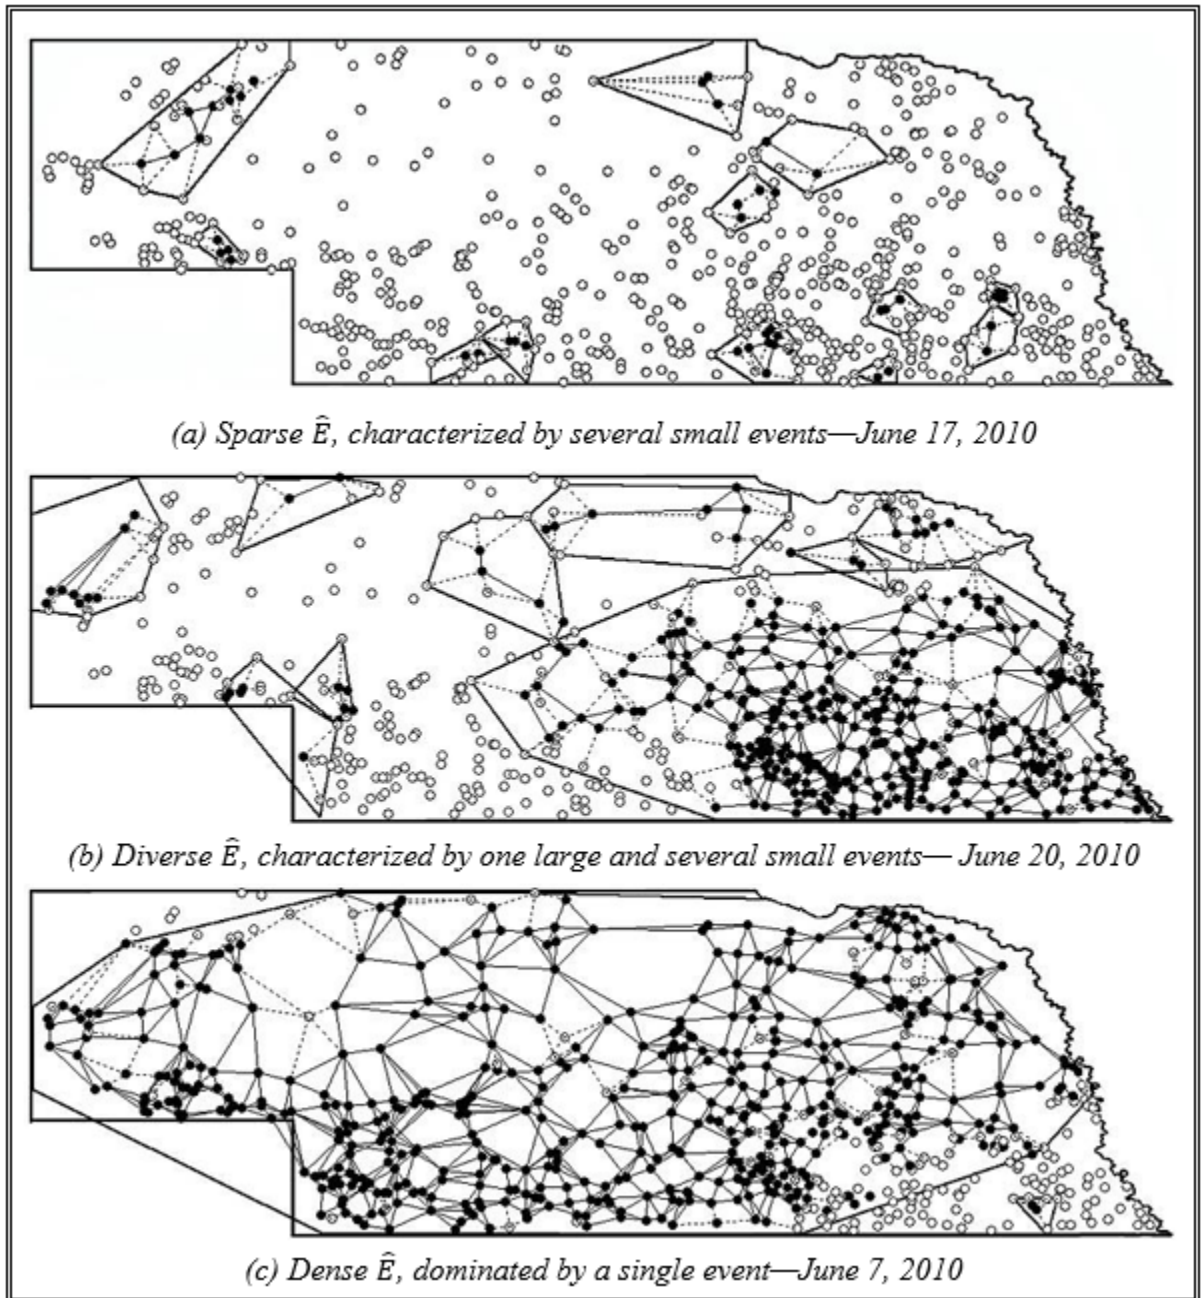 (a) Sparse Ê, characterized by several small events—June 17, 2010
(b) Diverse Ê, characterized by one large and several small events— June 20, 2010
(c) Dense Ê, dominated by a single event—June 7, 2010